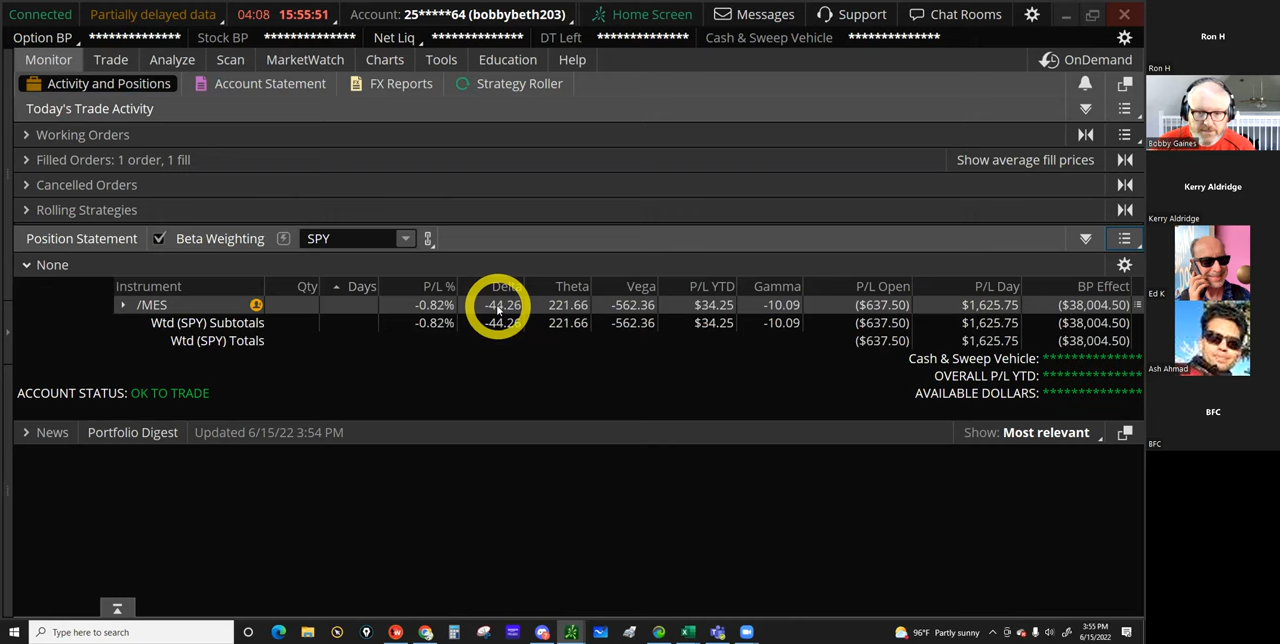 Connected Partially delayed data 04:08 15:55:51 Account: 25*****64 (bobbybeth203) Home Screen Messages Support Chat Rooms
Option BP ************** Stock BP ************** Net Liq ************** DT Left ************** Cash & Sweep Vehicle **************
Monitor Trade Analyze Scan MarketWatch Charts Tools Education Help OnDemand
Activity and Positions Account Statement FX Reports Strategy Roller
Today's Trade Activity
Working Orders
Filled Orders: 1 order, 1 fill Show average fill prices
Cancelled Orders
Rolling Strategies
Position Statement Beta Weighting SPY
None
Instrument Qty Days P/L % Delta Theta Vega P/L YTD Gamma P/L Open P/L Day BP Effect
/MES -0.82% -44.26 221.66 -562.36 $34.25 -10.09 ($637.50) $1,625.75 ($38,004.50)
Wtd (SPY) Subtotals -0.82% -44.26 221.66 -562.36 $34.25 -10.09 ($637.50) $1,625.75 ($38,004.50)
Wtd (SPY) Totals ($637.50) $1,625.75 ($38,004.50)
Cash & Sweep Vehicle: **************
OVERALL P/L YTD: **************
ACCOUNT STATUS: OK TO TRADE AVAILABLE DOLLARS: **************
News Portfolio Digest Updated 6/15/22 3:54 PM Show: Most relevant
Type here to search 96°F Partly sunny 3:55 PM
6/15/2022
Ron H
Ron H
Bobby Gaines
Kerry Aldridge
Kerry Aldridge
Ed K
Ash Ahmad
BFC
BFC